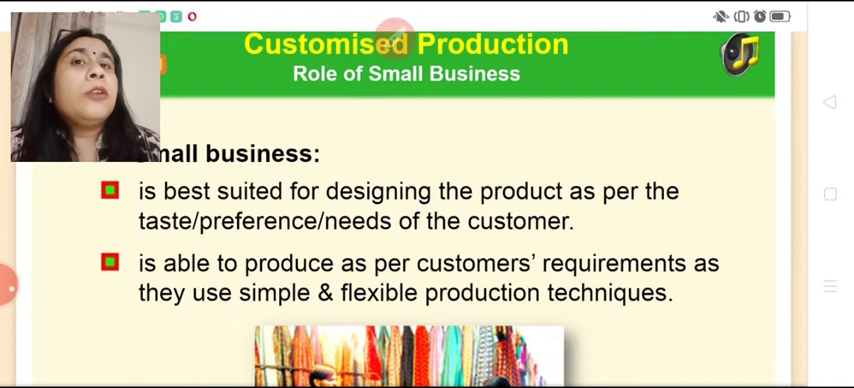 Customised Production
Role of Small Business
mall business:
is best suited for designing the product as per the
taste/preference/needs of the customer.
is able to produce as per customers' requirements as
they use simple & flexible production techniques.